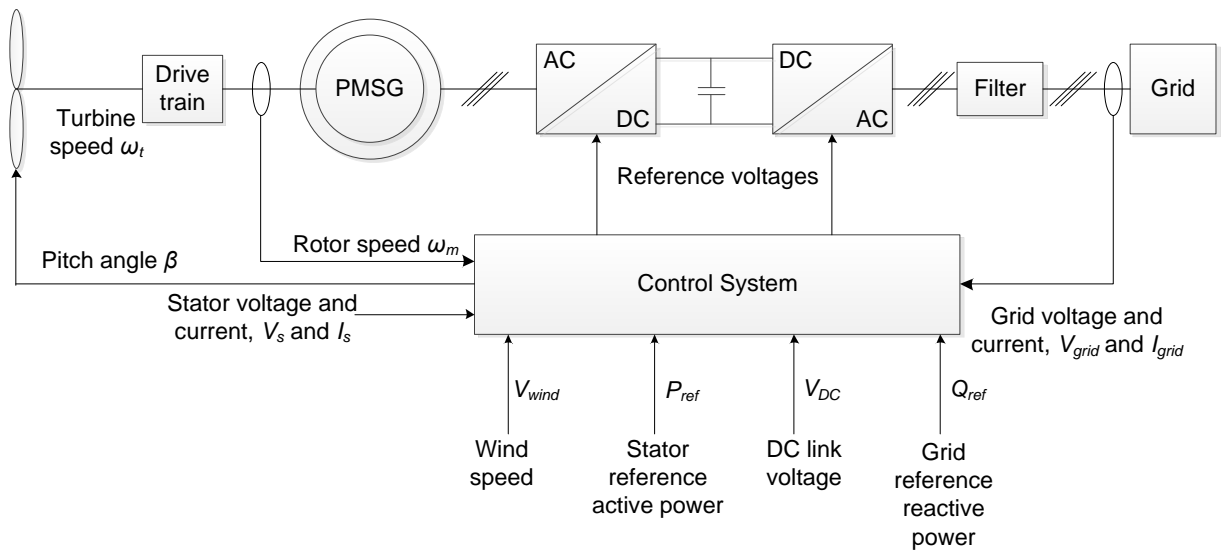 Drive
train
PMSG
AC
DC
DC
AC
Filter
Grid
Turbine
speed ωt
Reference voltages
Rotor speed ωm
Pitch angle β
Control System
Stator voltage and
current, Vs and Is
Grid voltage and
current, Vgrid and Igrid
Vwind
Pref
VDC
Qref
Wind
speed
Stator
reference
active power
DC link
voltage
Grid
reference
reactive
power